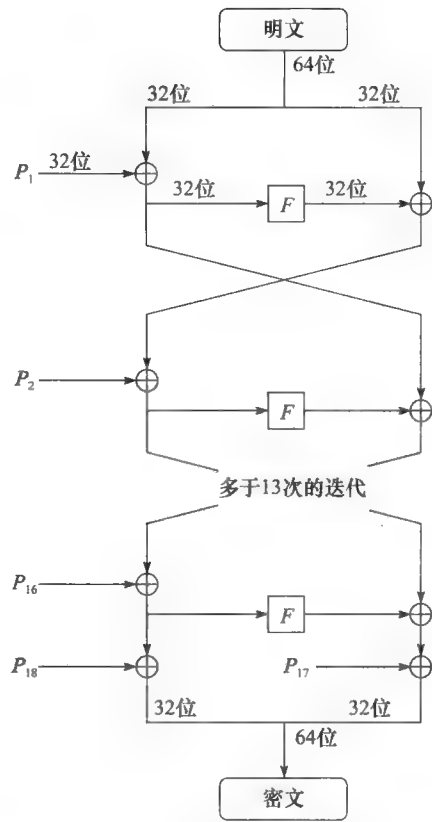 明文
64位
32位 32位
P₁ 32位
32位 F 32位
P₂
F
多于13次的迭代
P₁₆
F
P₁₈ P₁₇
32位 32位
64位
密文